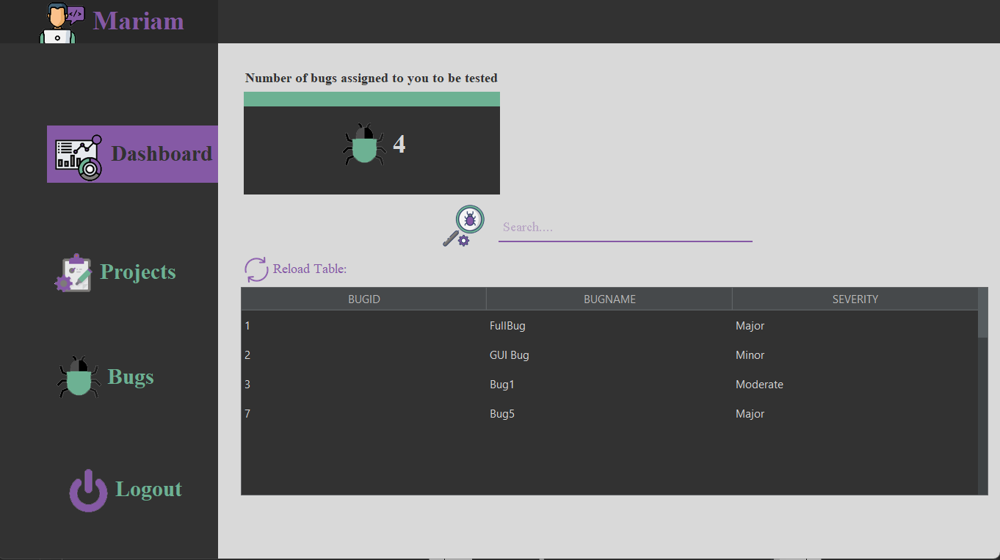 Mariam
Dashboard
Projects
Bugs
Logout
Number of bugs assigned to you to be tested
4
Search....
Reload Table:
BUGID BUGNAME SEVERITY
1 FullBug Major
2 GUI Bug Minor
3 Bug1 Moderate
7 Bug5 Major